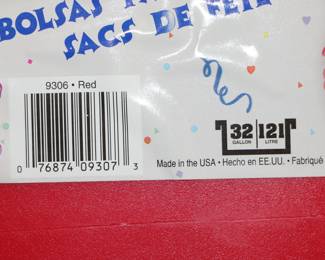 BOLSAS
SACS DE FÊTE
9306 • Red
0 76874 09307 3
32 GALLON 121 LITRE
Made in the USA • Hecho en EE.UU. • Fabriqué